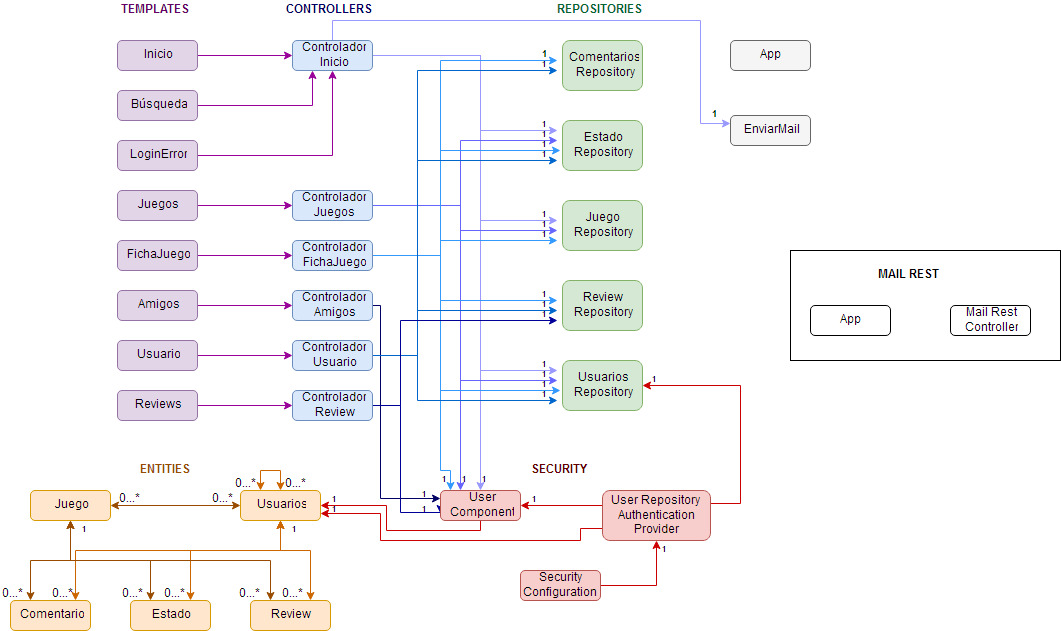 TEMPLATES
CONTROLLERS
REPOSITORIES
Inicio
Controlador
Inicio
1
1
Comentarios
Repository
App
Búsqueda
1
EnviarMail
LoginError
1
1
1
1
Estado
Repository
Juegos
Controlador
Juegos
1
1
1
Juego
Repository
FichaJuego
Controlador
FichaJuego
MAIL REST
Amigos
Controlador
Amigos
1
1
1
Review
Repository
App
Mail Rest
Controller
Usuario
Controlador
Usuario
1
1
1
1
Usuarios
Repository
1
Reviews
Controlador
Review
ENTITIES
SECURITY
0...*
0...*
1
1
1
Juego
0...*
0...*
Usuarios
1
1
1
1
User
Component
1
User Repository
Authentication
Provider
1
1
1
Security
Configuration
0...*
0...*
0...*
0...*
0...*
0...*
Comentario
Estado
Review